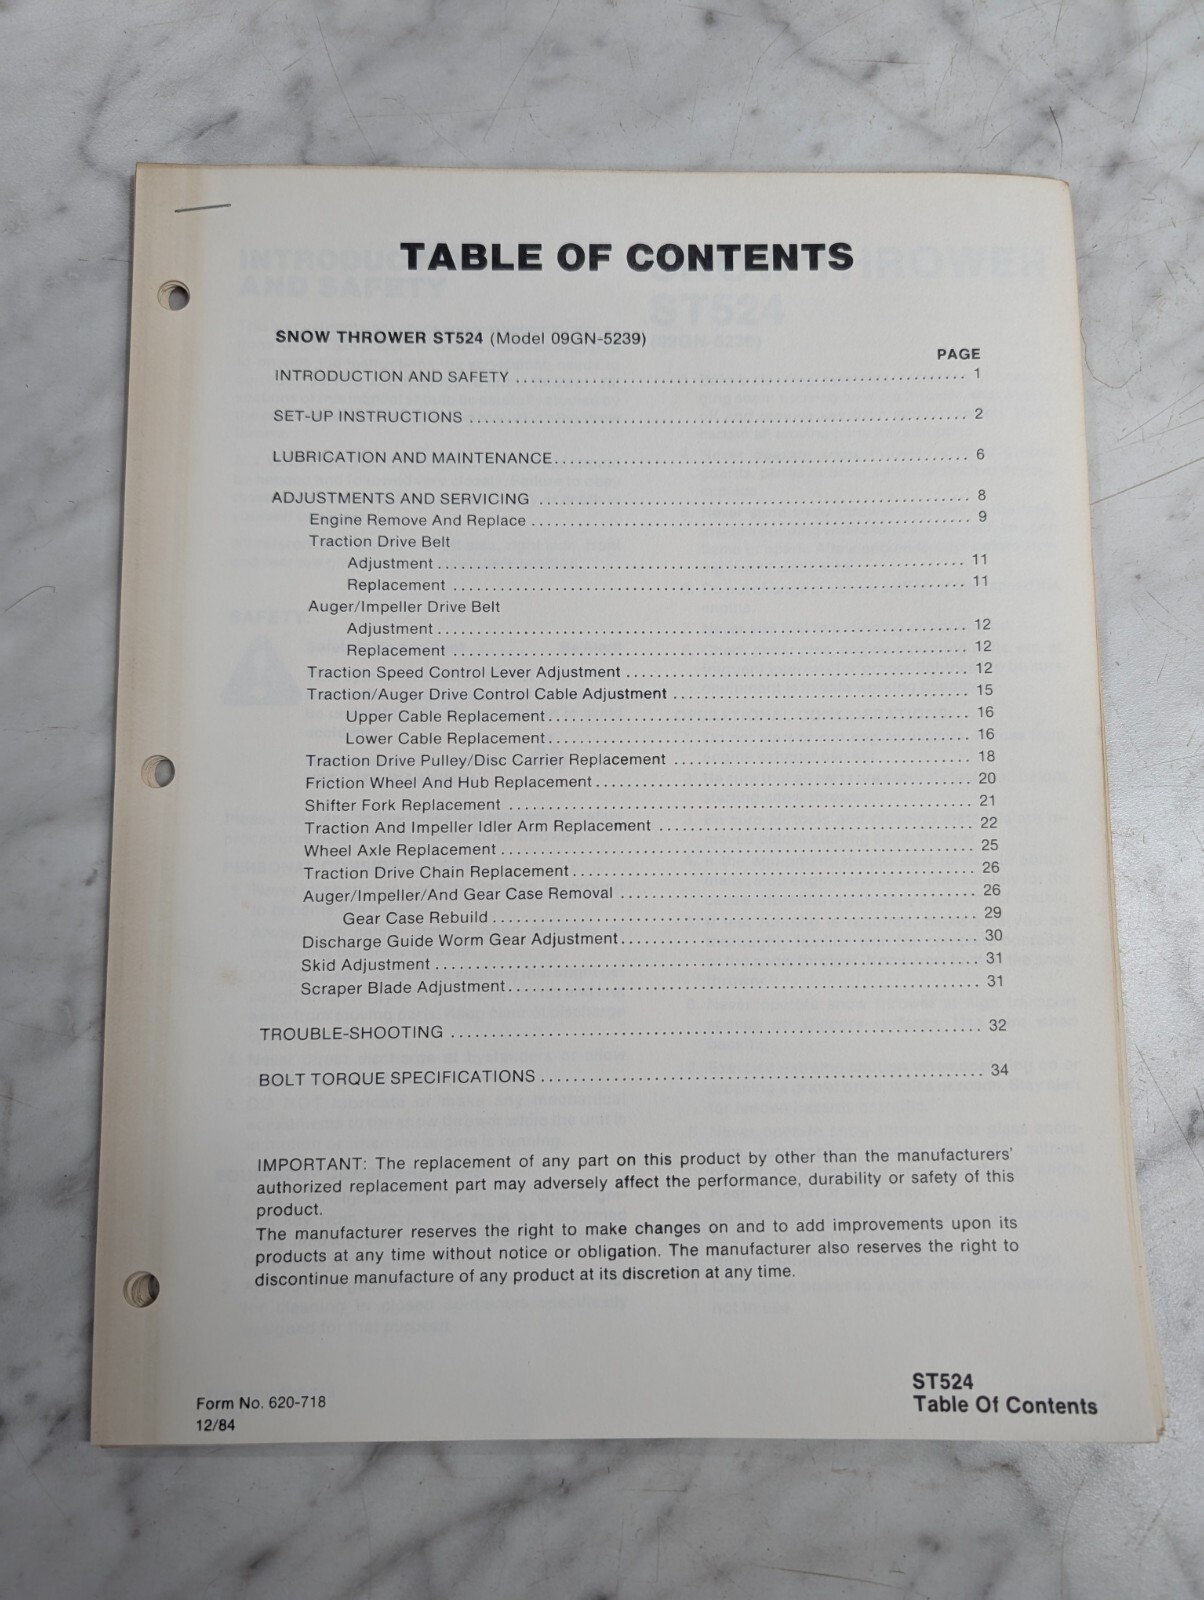 TABLE OF CONTENTS
SNOW THROWER ST524 (Model 09GN-5239)
PAGE
INTRODUCTION AND SAFETY ........ 1
SET-UP INSTRUCTIONS ........ 2
LUBRICATION AND MAINTENANCE ........ 6
ADJUSTMENTS AND SERVICING ........ 8
Engine Remove And Replace ........ 9
Traction Drive Belt
Adjustment ........ 11
Replacement ........ 11
Auger/Impeller Drive Belt
Adjustment ........ 12
Replacement ........ 12
Traction Speed Control Lever Adjustment ........ 12
Traction/Auger Drive Control Cable Adjustment ........ 15
Upper Cable Replacement ........ 16
Lower Cable Replacement ........ 16
Traction Drive Pulley/Disc Carrier Replacement ........ 18
Friction Wheel And Hub Replacement ........ 20
Shifter Fork Replacement ........ 21
Traction And Impeller Idler Arm Replacement ........ 22
Wheel Axle Replacement ........ 25
Traction Drive Chain Replacement ........ 26
Auger/Impeller/And Gear Case Removal ........ 26
Gear Case Rebuild ........ 29
Discharge Guide Worm Gear Adjustment ........ 30
Skid Adjustment ........ 31
Scraper Blade Adjustment ........ 31
TROUBLE-SHOOTING ........ 32
BOLT TORQUE SPECIFICATIONS ........ 34
IMPORTANT: The replacement of any part on this product by other than the manufacturers'
authorized replacement part may adversely affect the performance, durability or safety of this
product.
The manufacturer reserves the right to make changes on and to add improvements upon its
products at any time without notice or obligation. The manufacturer also reserves the right to
discontinue manufacture of any product at its discretion at any time.
Form No. 620-718
12/84
ST524
Table Of Contents